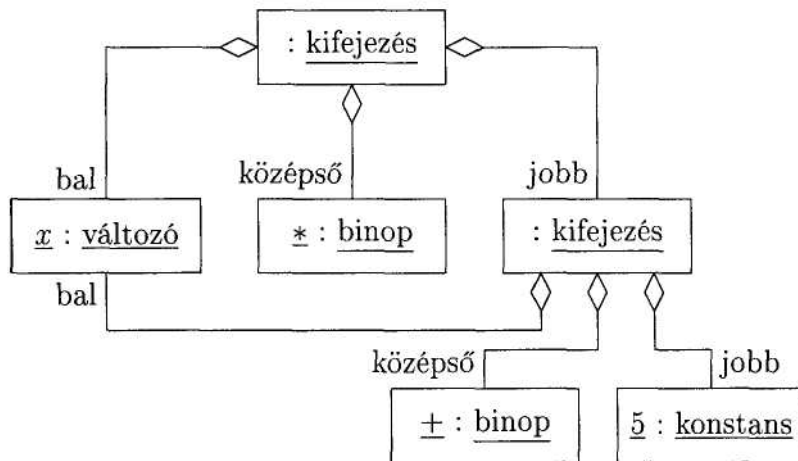 : kifejezés
bal
középső
jobb
x : változó
* : binop
: kifejezés
bal
középső
jobb
+ : binop
5 : konstans